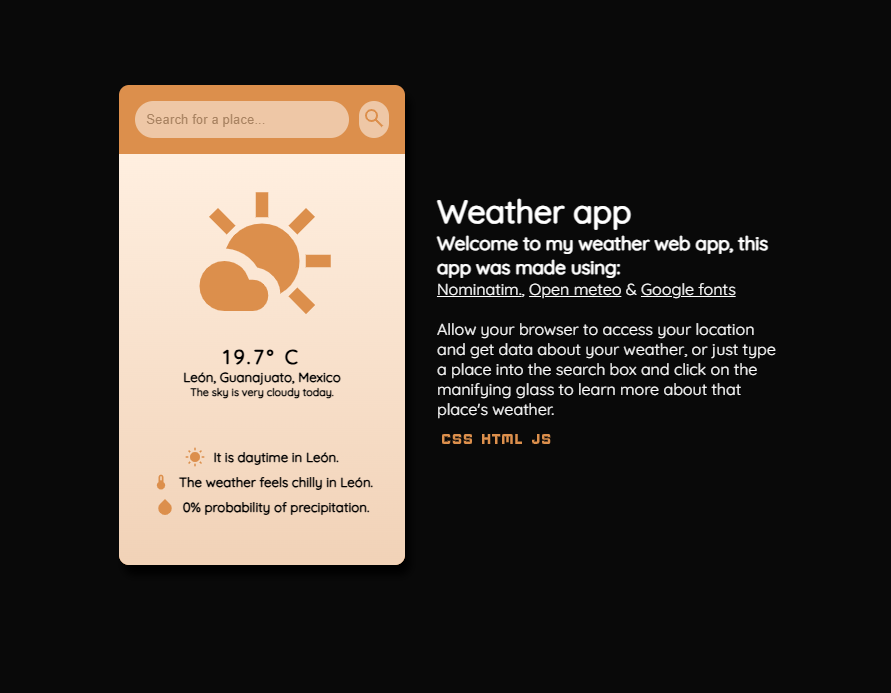 Search for a place...
19.7° C
León, Guanajuato, Mexico
The sky is very cloudy today.
It is daytime in León.
The weather feels chilly in León.
0% probability of precipitation.
Weather app
Welcome to my weather web app, this
app was made using:
Nominatim., Open meteo & Google fonts
Allow your browser to access your location
and get data about your weather, or just type
a place into the search box and click on the
manifying glass to learn more about that
place's weather.
CSS HTML JS